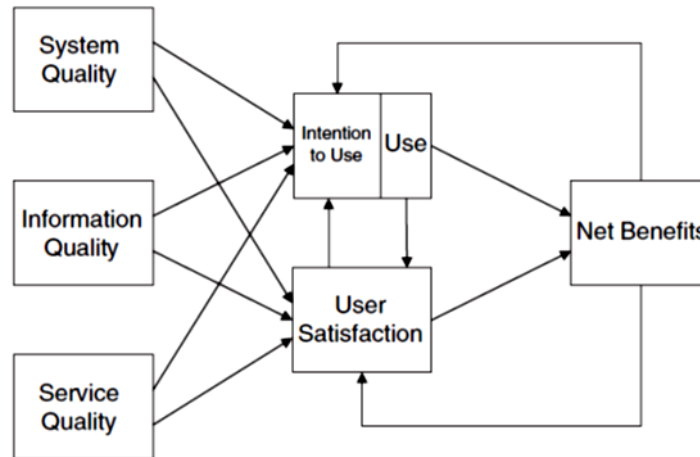 System
Quality
Intention
to Use
Use
Information
Quality
Net Benefits
User
Satisfaction
Service
Quality